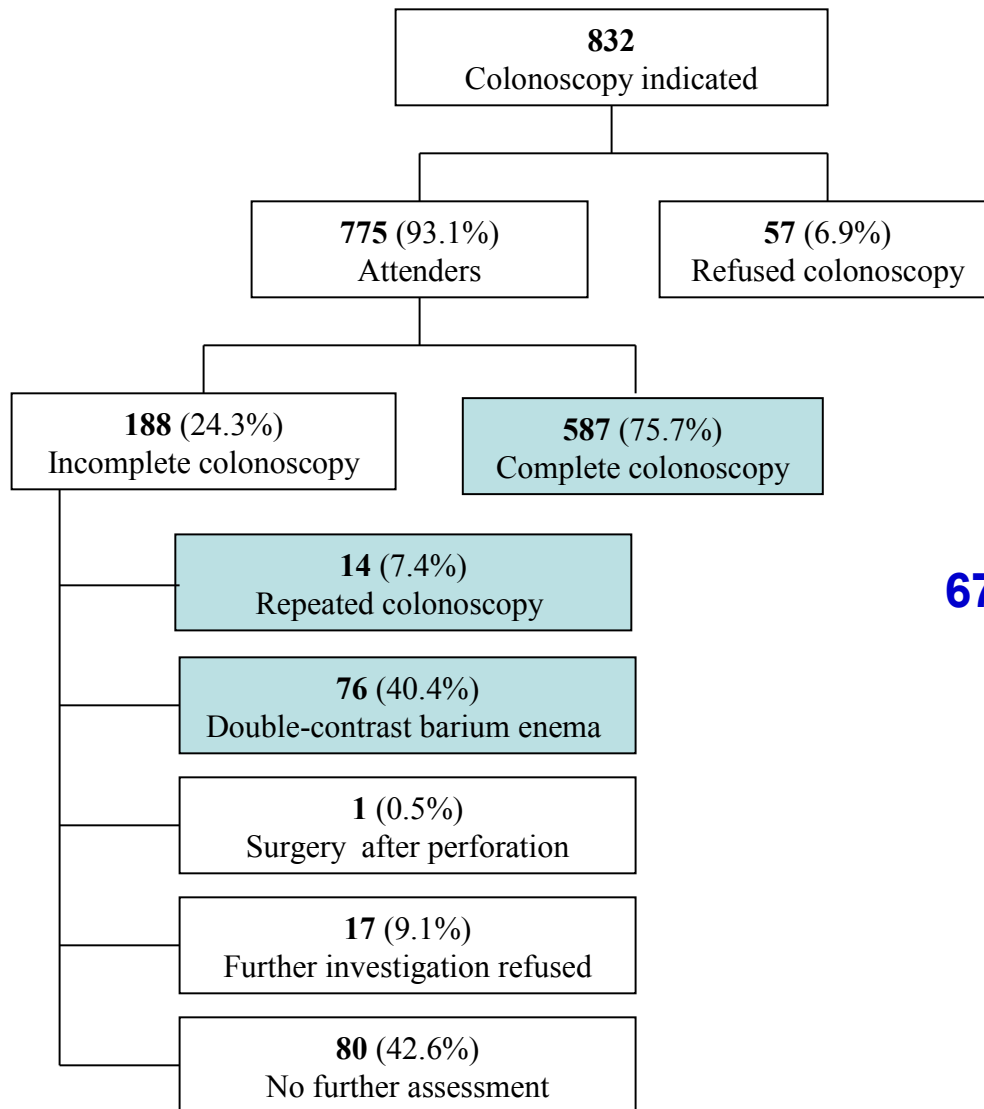 832
Colonoscopy indicated
775 (93.1%)
Attenders
57 (6.9%)
Refused colonoscopy
188 (24.3%)
Incomplete colonoscopy
587 (75.7%)
Complete colonoscopy
14 (7.4%)
Repeated colonoscopy
67
76 (40.4%)
Double-contrast barium enema
1 (0.5%)
Surgery after perforation
17 (9.1%)
Further investigation refused
80 (42.6%)
No further assessment